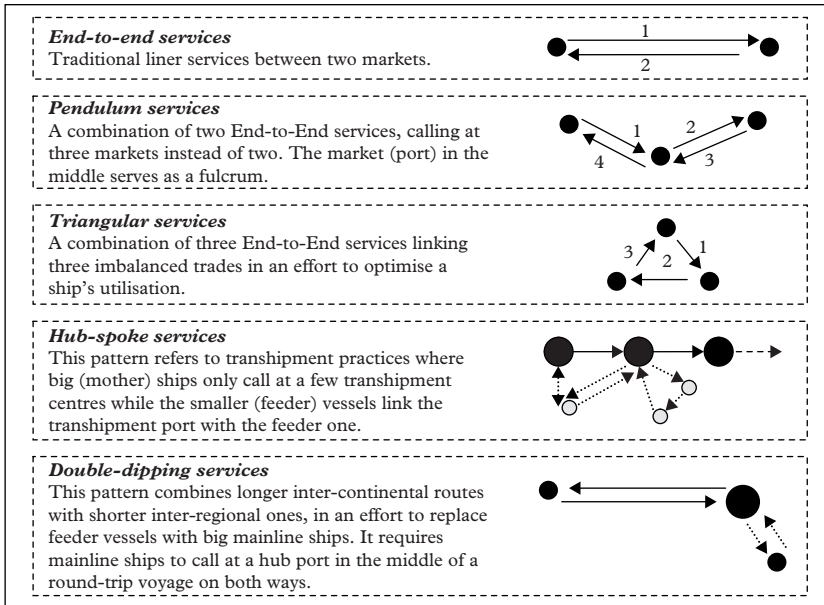 End-to-end services
Traditional liner services between two markets.
1
2
Pendulum services
A combination of two End-to-End services, calling at
three markets instead of two. The market (port) in the
middle serves as a fulcrum.
1
2
4
3
Triangular services
A combination of three End-to-End services linking
three imbalanced trades in an effort to optimise a
ship's utilisation.
3
2
1
Hub-spoke services
This pattern refers to transhipment practices where
big (mother) ships only call at a few transhipment
centres while the smaller (feeder) vessels link the
transhipment port with the feeder one.
Double-dipping services
This pattern combines longer inter-continental routes
with shorter inter-regional ones, in an effort to replace
feeder vessels with big mainline ships. It requires
mainline ships to call at a hub port in the middle of a
round-trip voyage on both ways.